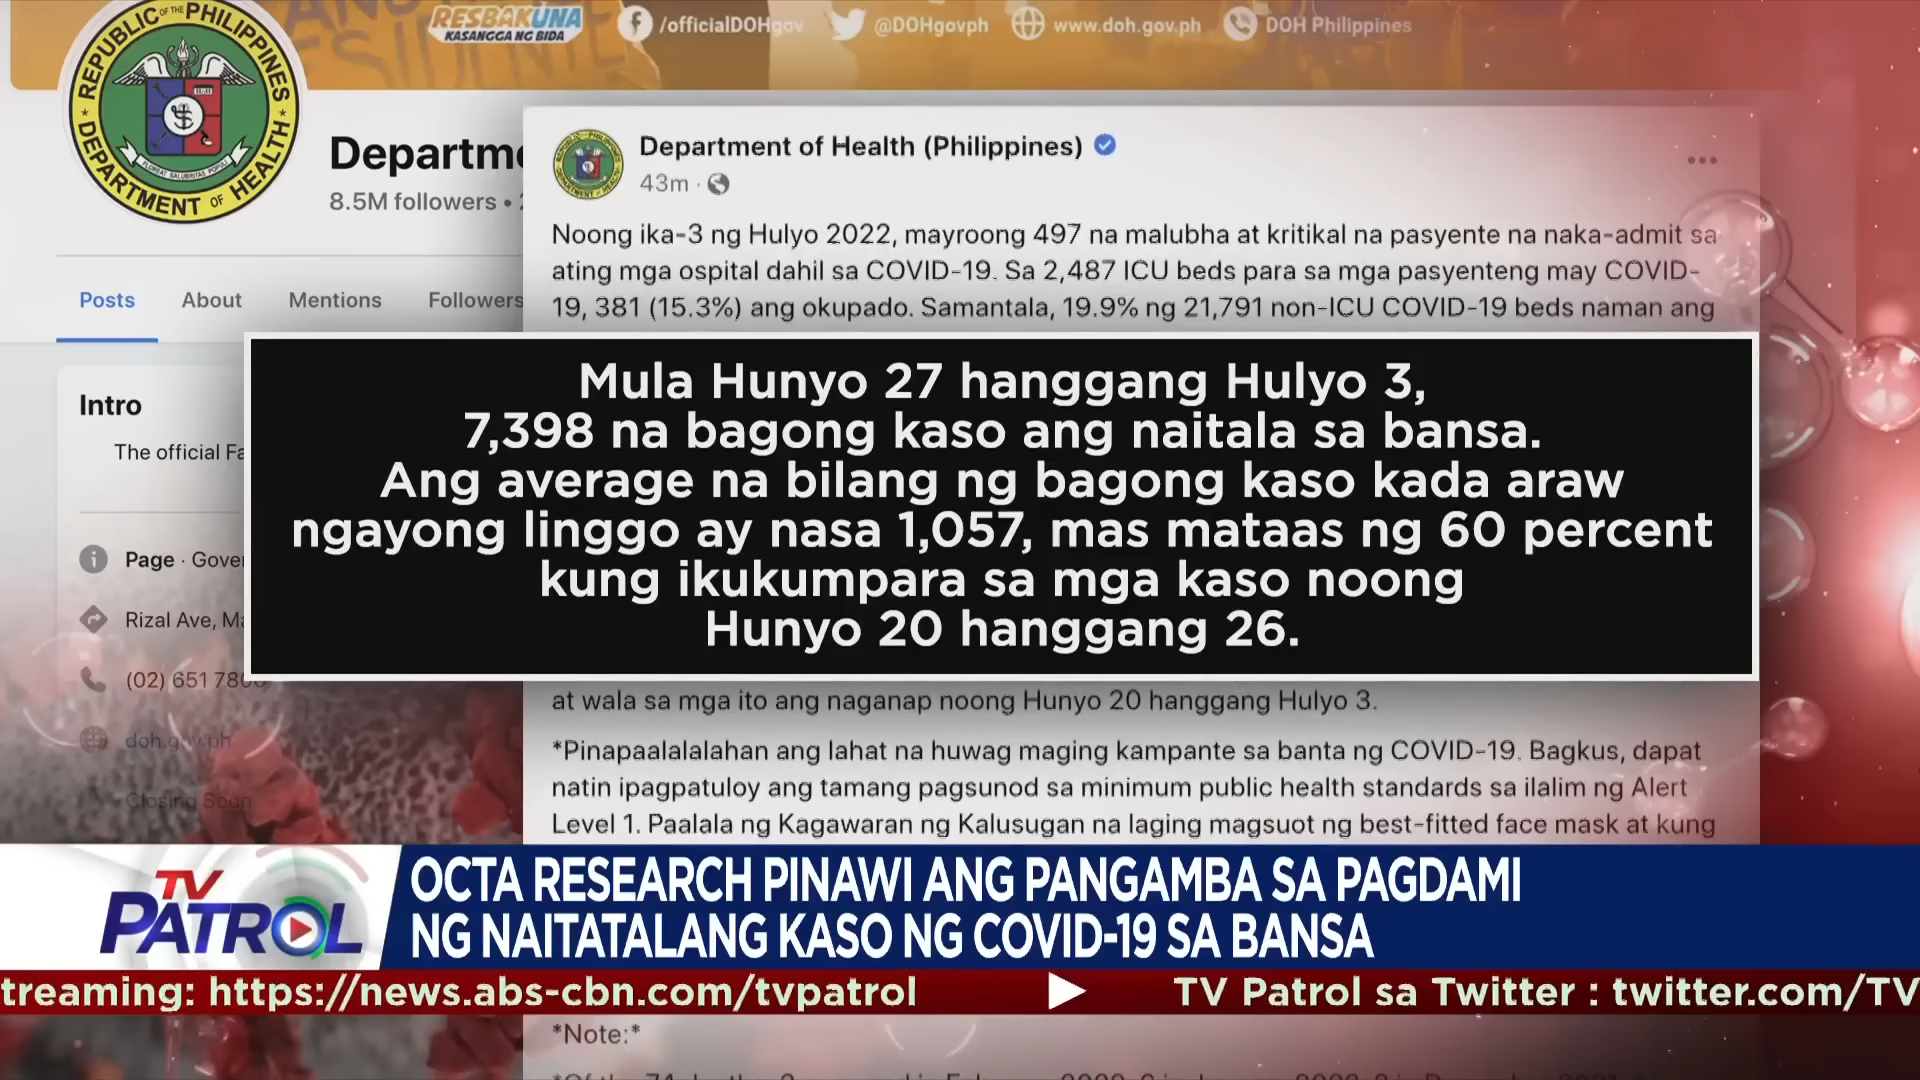 REPUBLIC OF THE PHILIPPINES
DEPARTMENT OF HEALTH
RESBAKUNA
KASANGGA NG BIDA
/officialDOHgov
@DOHgovph
www.doh.gov.ph
DOH Philippines
Departme
8.5M followers •
Posts
About
Mentions
Followers
Intro
The official Fa
Page · Gove
Rizal Ave, Ma
(02) 651 7800
doh.gov.ph
Closing Soon
Department of Health (Philippines)
43m ·
Noong ika-3 ng Hulyo 2022, mayroong 497 na malubha at kritikal na pasyente na naka-admit sa
ating mga ospital dahil sa COVID-19. Sa 2,487 ICU beds para sa mga pasyenteng may COVID-
19, 381 (15.3%) ang okupado. Samantala, 19.9% ng 21,791 non-ICU COVID-19 beds naman ang
Mula Hunyo 27 hanggang Hulyo 3,
7,398 na bagong kaso ang naitala sa bansa.
Ang average na bilang ng bagong kaso kada araw
ngayong linggo ay nasa 1,057, mas mataas ng 60 percent
kung ikukumpara sa mga kaso noong
Hunyo 20 hanggang 26.
at wala sa mga ito ang naganap noong Hunyo 20 hanggang Hulyo 3.
*Pinapaalalalahan ang lahat na huwag maging kampante sa banta ng COVID-19. Bagkus, dapat
natin ipagpatuloy ang tamang pagsunod sa minimum public health standards sa ilalim ng Alert
Level 1. Paalala ng Kagawaran ng Kalusugan na laging magsuot ng best-fitted face mask at kung
TV PATROL
OCTA RESEARCH PINAWI ANG PANGAMBA SA PAGDAMI
NG NAITATALANG KASO NG COVID-19 SA BANSA
treaming: https://news.abs-cbn.com/tvpatrol
TV Patrol sa Twitter : twitter.com/TV
*Note:*